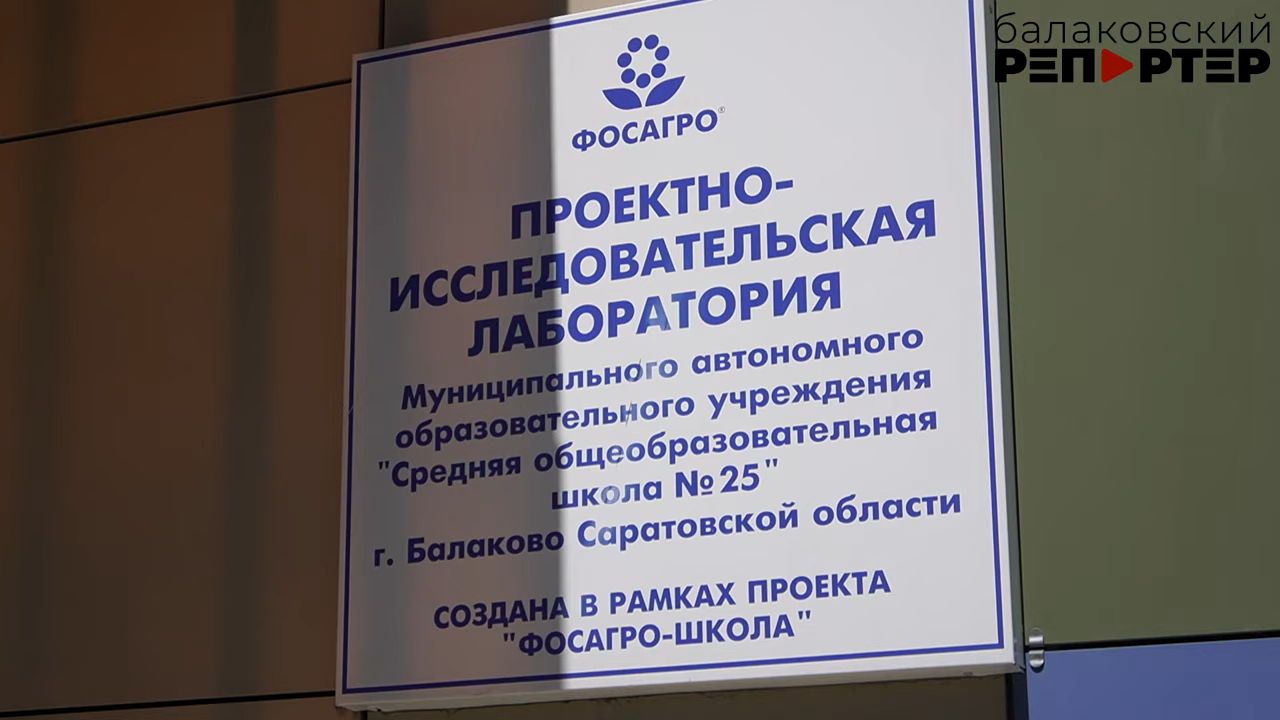 балаковский
РЕПОРТЕР
ФОСАГРО®
ПРОЕКТНО-
ИССЛЕДОВАТЕЛЬСКАЯ
ЛАБОРАТОРИЯ
Муниципального автономного
образовательного учреждения
"Средняя общеобразовательная
школа №25"
г. Балаково Саратовской области
СОЗДАНА В РАМКАХ ПРОЕКТА
"ФОСАГРО-ШКОЛА"